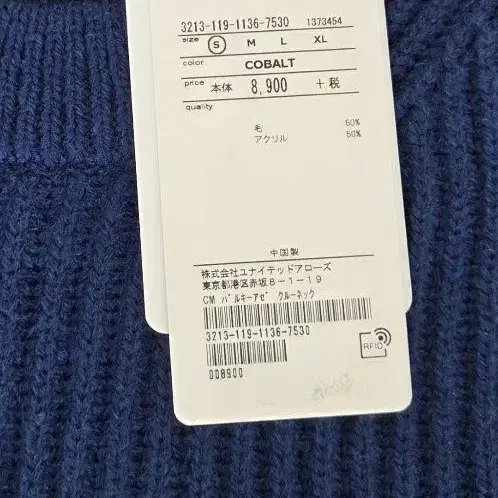 3213-119-1136-7530 1373454
size S M L XL
color COBALT
price 本体 8,900 +税
quality
毛 50%
アクリル 50%
中国製
株式会社ユナイテッドアローズ
東京都港区赤坂8-1-19
CM バルキーアゼ クルーネック
3213-119-1136-7530
RFID
008900